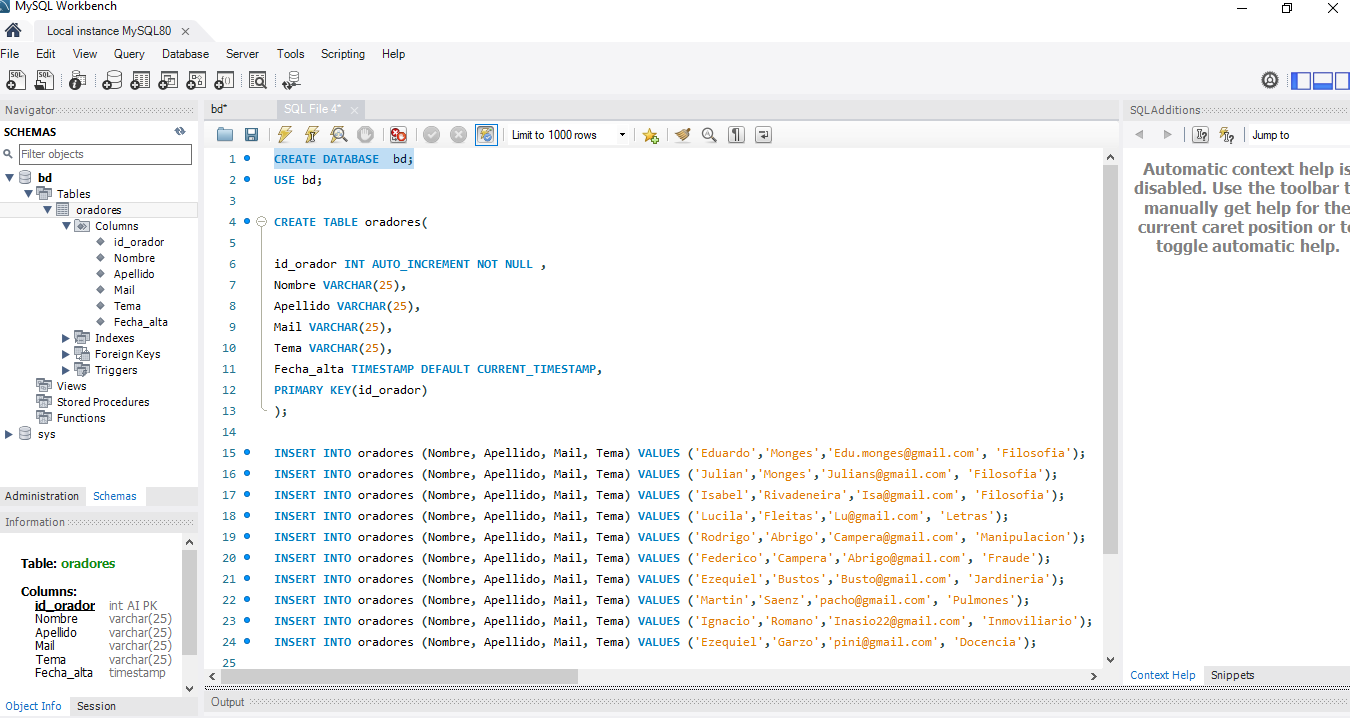 MySQL Workbench
Local instance MySQL80
File Edit View Query Database Server Tools Scripting Help
Navigator
SCHEMAS
Filter objects
bd
Tables
oradores
Columns
id_orador
Nombre
Apellido
Mail
Tema
Fecha_alta
Indexes
Foreign Keys
Triggers
Views
Stored Procedures
Functions
sys
Administration Schemas
Information
Table: oradores
Columns:
id_orador int AI PK
Nombre varchar(25)
Apellido varchar(25)
Mail varchar(25)
Tema varchar(25)
Fecha_alta timestamp
Object Info Session
bd* SQL File 4*
Limit to 1000 rows
1 CREATE DATABASE  bd;
2 USE bd;
3
4 CREATE TABLE oradores(
5
6 id_orador INT AUTO_INCREMENT NOT NULL ,
7 Nombre VARCHAR(25),
8 Apellido VARCHAR(25),
9 Mail VARCHAR(25),
10 Tema VARCHAR(25),
11 Fecha_alta TIMESTAMP DEFAULT CURRENT_TIMESTAMP,
12 PRIMARY KEY(id_orador)
13 );
14
15 INSERT INTO oradores (Nombre, Apellido, Mail, Tema) VALUES ('Eduardo','Monges','Edu.monges@gmail.com', 'Filosofia');
16 INSERT INTO oradores (Nombre, Apellido, Mail, Tema) VALUES ('Julian','Monges','Julians@gmail.com', 'Filosofia');
17 INSERT INTO oradores (Nombre, Apellido, Mail, Tema) VALUES ('Isabel','Rivadeneira','Isa@gmail.com', 'Filosofia');
18 INSERT INTO oradores (Nombre, Apellido, Mail, Tema) VALUES ('Lucila','Fleitas','Lu@gmail.com', 'Letras');
19 INSERT INTO oradores (Nombre, Apellido, Mail, Tema) VALUES ('Rodrigo','Abrigo','Campera@gmail.com', 'Manipulacion');
20 INSERT INTO oradores (Nombre, Apellido, Mail, Tema) VALUES ('Federico','Campera','Abrigo@gmail.com', 'Fraude');
21 INSERT INTO oradores (Nombre, Apellido, Mail, Tema) VALUES ('Ezequiel','Bustos','Busto@gmail.com', 'Jardineria');
22 INSERT INTO oradores (Nombre, Apellido, Mail, Tema) VALUES ('Martin','Saenz','pacho@gmail.com', 'Pulmones');
23 INSERT INTO oradores (Nombre, Apellido, Mail, Tema) VALUES ('Ignacio','Romano','Inasio22@gmail.com', 'Inmoviliario');
24 INSERT INTO oradores (Nombre, Apellido, Mail, Tema) VALUES ('Ezequiel','Garzo','pini@gmail.com', 'Docencia');
25
Output
SQLAdditions
Jump to
Automatic context help is
disabled. Use the toolbar t
manually get help for the
current caret position or to
toggle automatic help.
Context Help Snippets